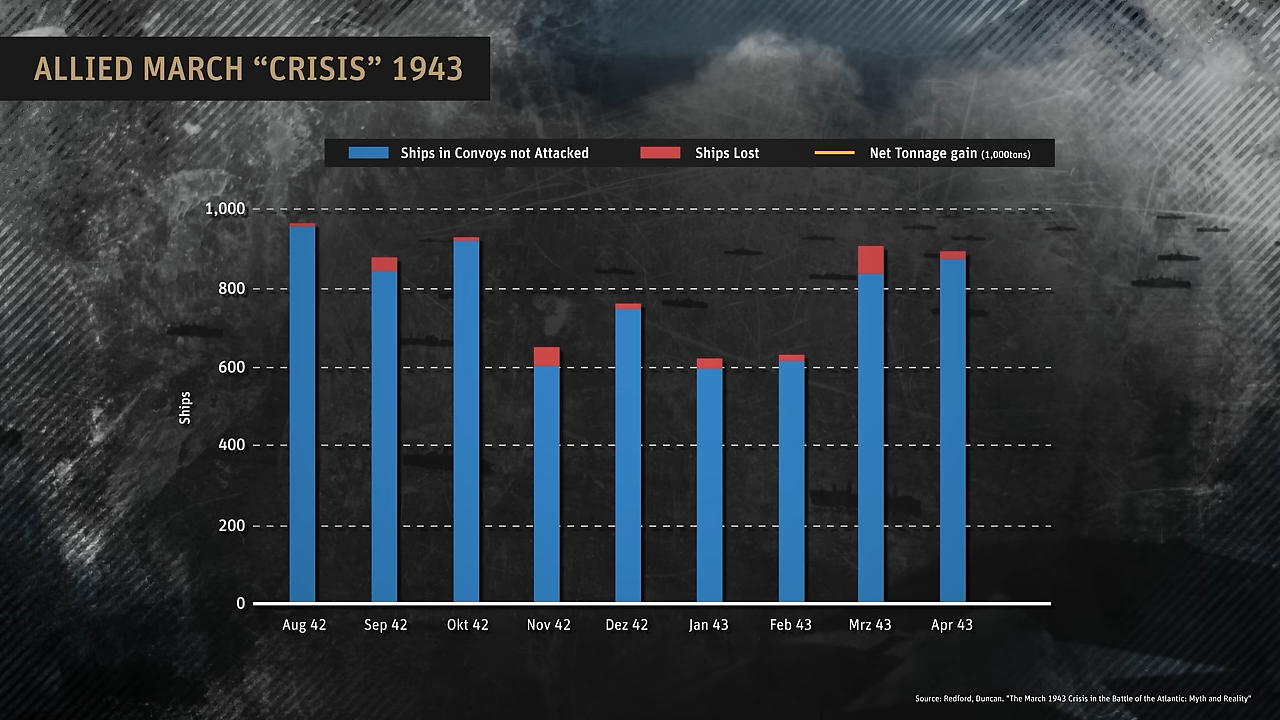 ALLIED MARCH “CRISIS” 1943
Ships in Convoys not Attacked Ships Lost Net Tonnage gain (1,000tons)
1,000
800
600
400
200
0
Ships
Aug 42 Sep 42 Okt 42 Nov 42 Dez 42 Jan 43 Feb 43 Mrz 43 Apr 43
Source: Redford, Duncan. "The March 1943 Crisis in the Battle of the Atlantic: Myth and Reality"